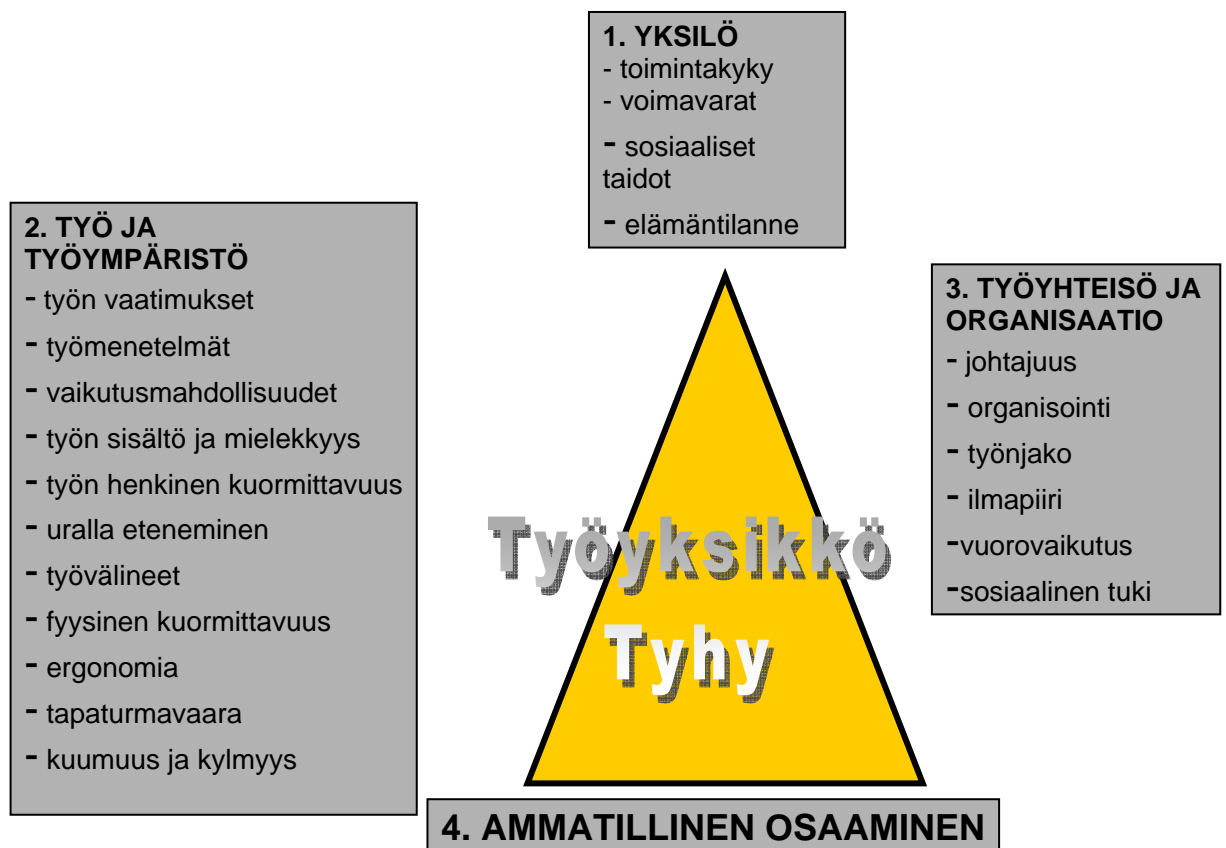 1. YKSILÖ
- toimintakyky
- voimavarat
- sosiaaliset
taidot
- elämäntilanne
2. TYÖ JA
TYÖYMPÄRISTÖ
- työn vaatimukset
- työmenetelmät
- vaikutusmahdollisuudet
- työn sisältö ja mielekkyys
- työn henkinen kuormittavuus
- uralla eteneminen
- työvälineet
- fyysinen kuormittavuus
- ergonomia
- tapaturmavaara
- kuumuus ja kylmyys
3. TYÖYHTEISÖ JA
ORGANISAATIO
- johtajuus
- organisointi
- työnjako
- ilmapiiri
-vuorovaikutus
-sosiaalinen tuki
Työyksikkö
Tyhy
4. AMMATILLINEN OSAAMINEN